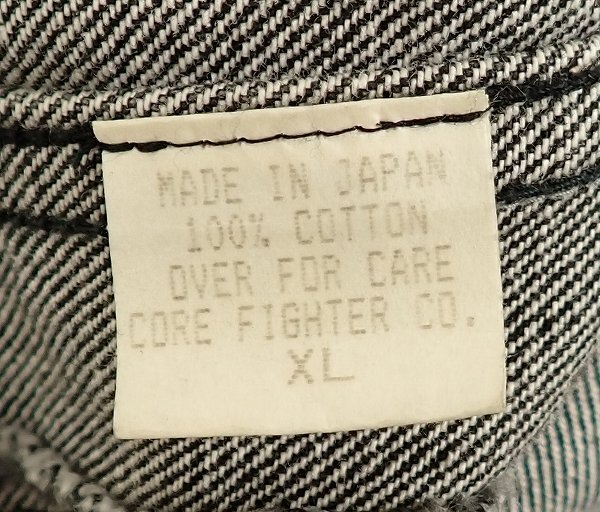 MADE IN JAPAN
100% COTTON
OVER FOR CARE
CORE FIGHTER CO.
XL